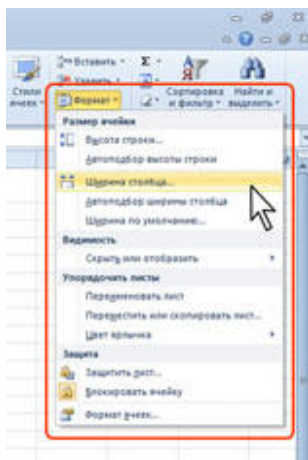 Вставить
Σ
Стили
ячеек
Удалить
Формат
Сортировка
и фильтр
Найти и
выделить
Размер ячейки
Высота строки...
Автоподбор высоты строки
Ширина столбца...
Автоподбор ширины столбца
Ширина по умолчанию...
Видимость
Скрыть или отобразить
Упорядочить листы
Переименовать лист
Переместить или скопировать лист...
Цвет ярлычка
Защита
Защитить лист...
Блокировать ячейку
Формат ячеек...